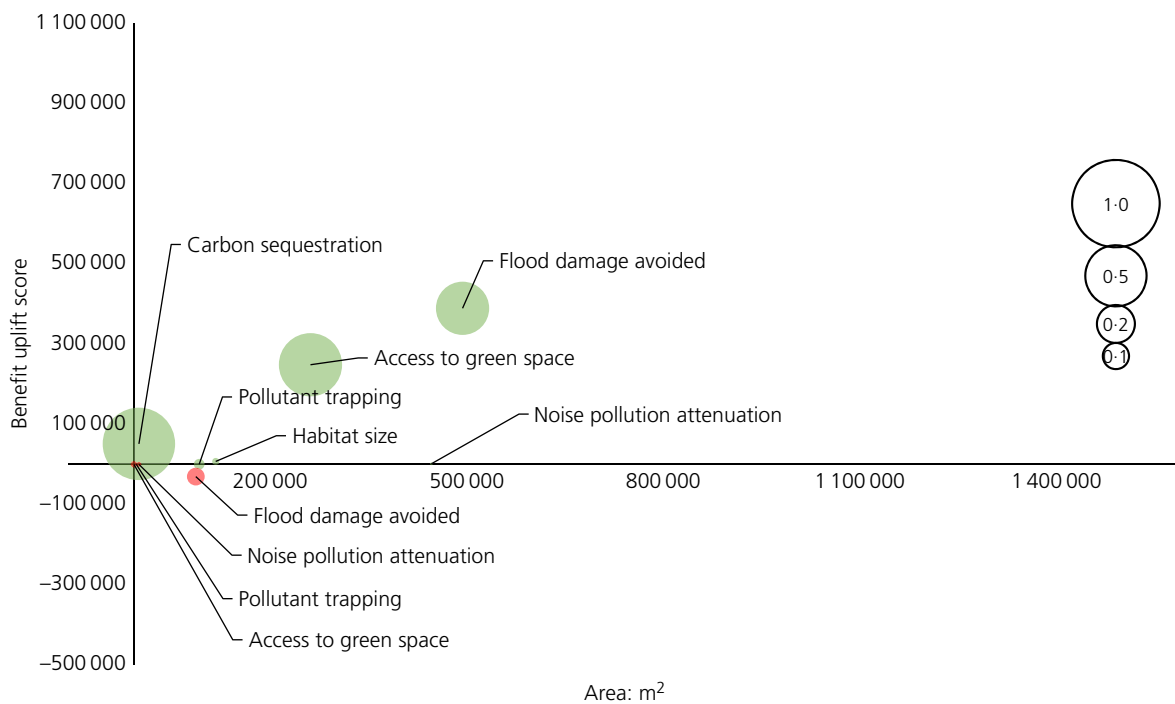 1 100 000
900 000
700 000
1·0
500 000
Carbon sequestration
Flood damage avoided
0·5
Benefit uplift score
300 000
0·2
Access to green space
0·1
Pollutant trapping
100 000
Noise pollution attenuation
Habitat size
200 000
500 000
800 000
1 100 000
1 400 000
–100 000
Flood damage avoided
Noise pollution attenuation
–300 000
Pollutant trapping
Access to green space
–500 000
Area: m²